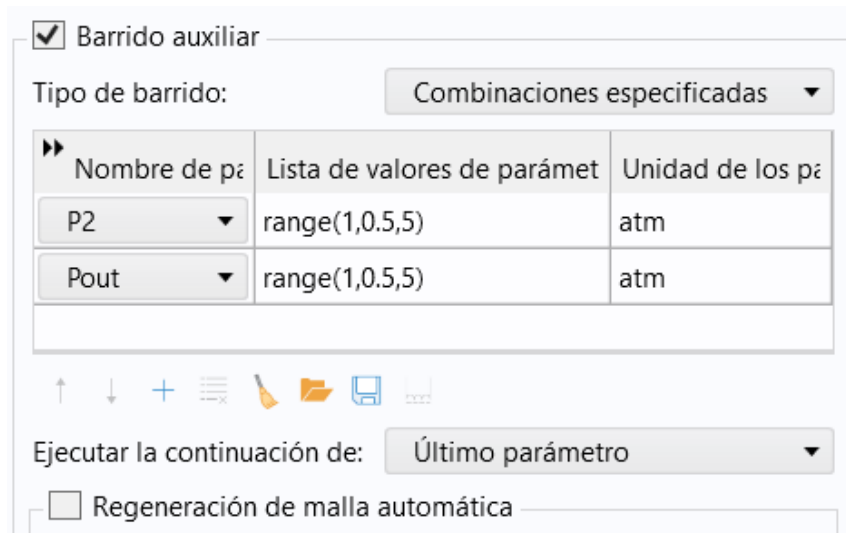 Barrido auxiliar
Tipo de barrido: Combinaciones especificadas
Nombre de pa Lista de valores de parámet Unidad de los pa
P2 range(1,0.5,5) atm
Pout range(1,0.5,5) atm
Ejecutar la continuación de: Último parámetro
Regeneración de malla automática